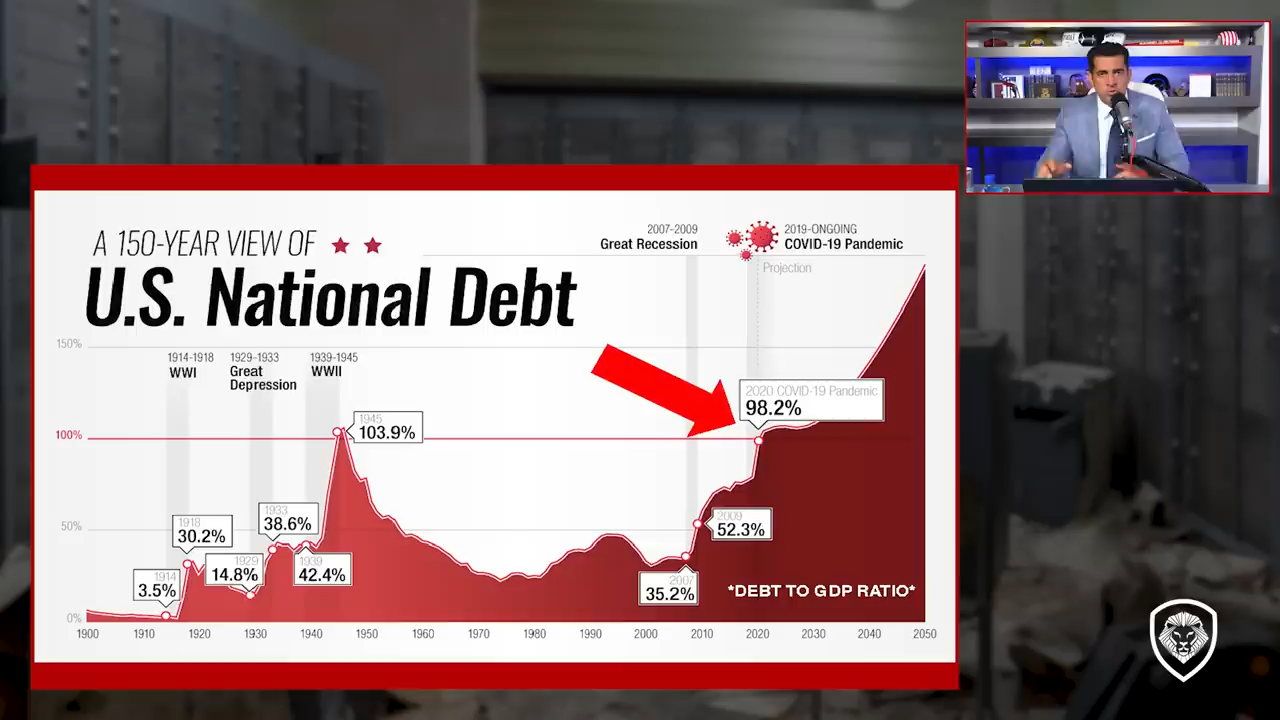 A 150-YEAR VIEW OF
U.S. National Debt
2007-2009
Great Recession
2019-ONGOING
COVID-19 Pandemic
Projection
150%
1914-1918
WWI
1929-1933
Great
Depression
1939-1945
WWII
2020 COVID-19 Pandemic
98.2%
100%
1945
103.9%
50%
1918
30.2%
1933
38.6%
2009
52.3%
1914
3.5%
1929
14.8%
1939
42.4%
2007
35.2%
*DEBT TO GDP RATIO*
0%
1900 1910 1920 1930 1940 1950 1960 1970 1980 1990 2000 2010 2020 2030 2040 2050